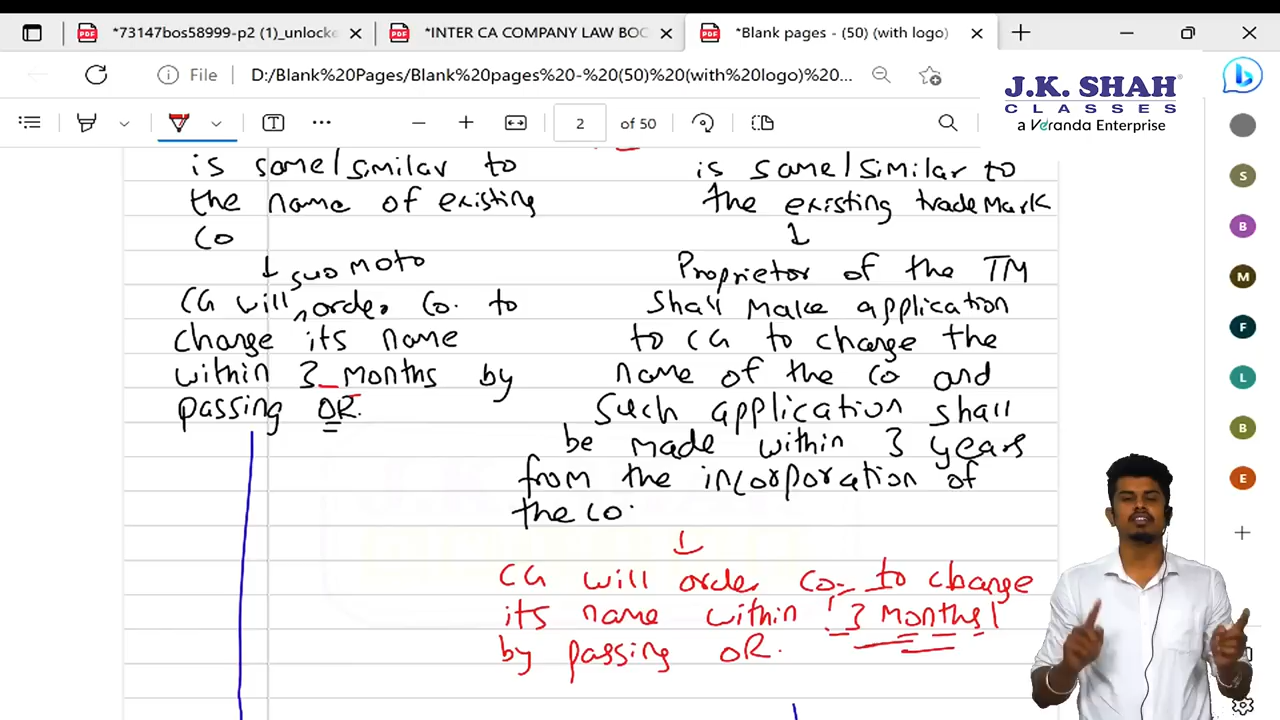 *73147bos58999-p2 (1)_unlocke
*INTER CA COMPANY LAW BOC
*Blank pages - (50) (with logo)
File
D:/Blank%20Pages/Blank%20pages%20-%20(50)%20(with%20logo)%20...
J.K. SHAH
CLASSES
a Veranda Enterprise
2
of 50
is same/similar to
the name of existing
Co
suo moto
CG will order Co. to
change its name
within 3 months by
passing OR.
is same/similar to
the existing trade Mark
Proprietor of the TM
shall make application
to CG to change the
name of the Co and
Such application shall
be made within 3 years
from the incorporation of
the Co.
CG will order Co. to change
its name within 3 months
by passing OR.
S
B
M
F
L
B
E